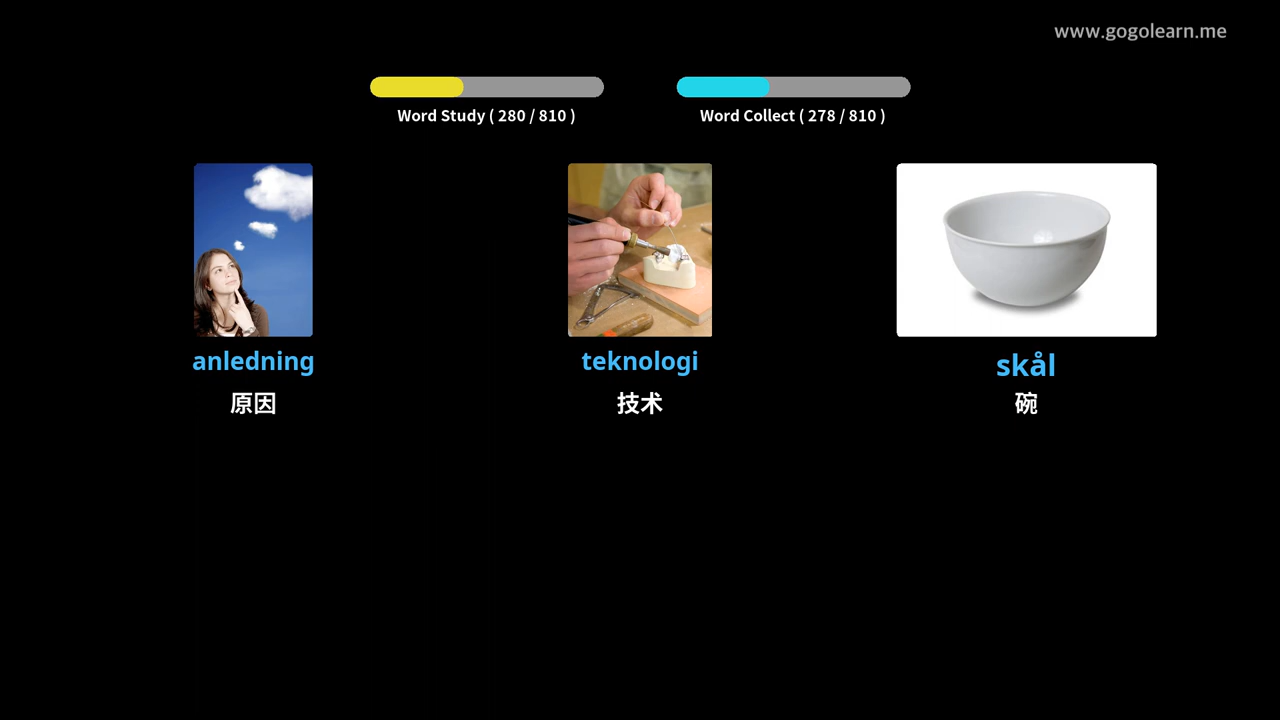 www.gogolearn.me
Word Study ( 280 / 810 )
Word Collect ( 278 / 810 )
anledning
原因
teknologi
技术
skål
碗